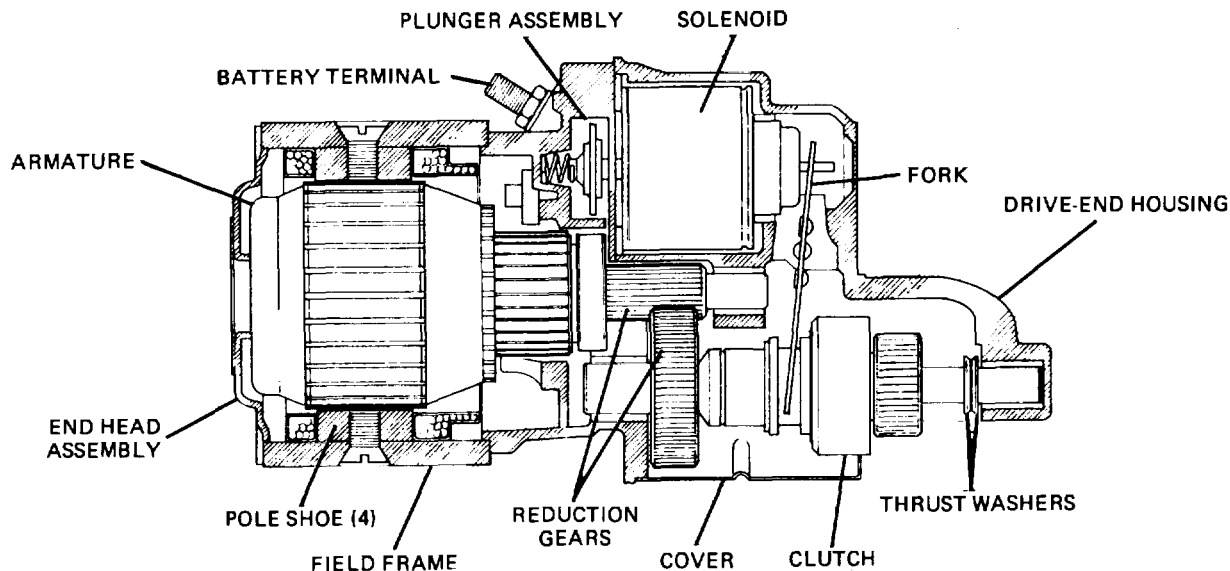 PLUNGER ASSEMBLY
SOLENOID
BATTERY TERMINAL
ARMATURE
FORK
DRIVE-END HOUSING
END HEAD
ASSEMBLY
POLE SHOE (4)
FIELD FRAME
REDUCTION
GEARS
COVER
CLUTCH
THRUST WASHERS